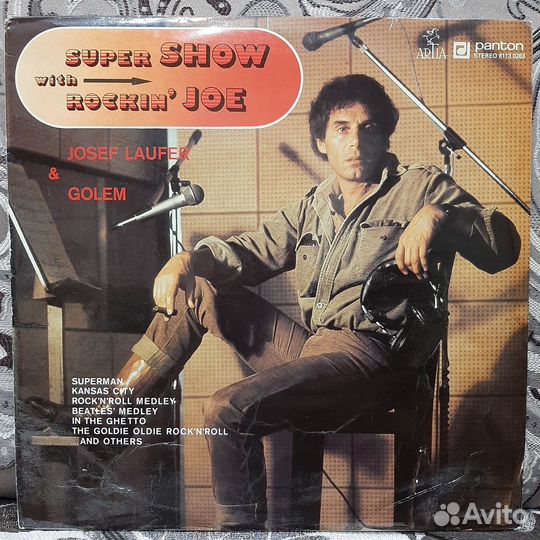 SUPER SHOW
with
ROCKIN' JOE
ARTIA
panton
STEREO 8113 0263
JOSEF LAUFER
&
GOLEM
SUPERMAN
KANSAS CITY
ROCK'N'ROLL MEDLEY
BEATLES' MEDLEY
IN THE GHETTO
THE GOLDIE OLDIE ROCK'N'ROLL
AND OTHERS
Avito